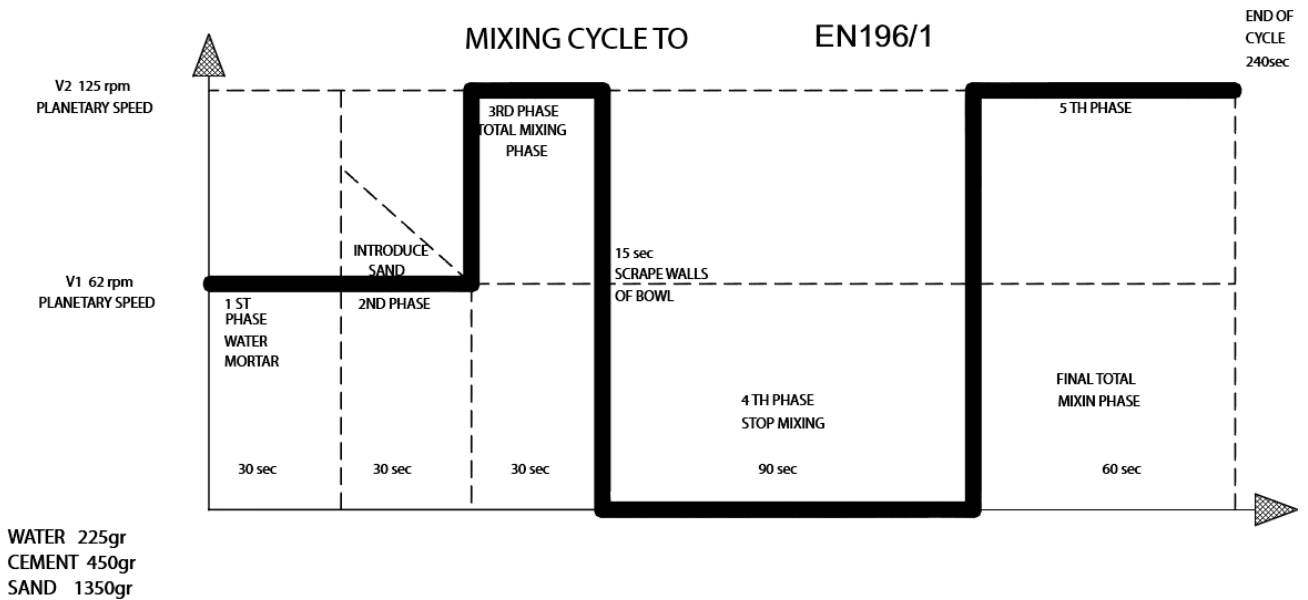 MIXING CYCLE TO EN196/1
END OF
CYCLE
240sec
V2 125 rpm
PLANETARY SPEED
3RD PHASE
TOTAL MIXING
PHASE
5 TH PHASE
INTRODUCE
SAND
15 sec
SCRAPE WALLS
OF BOWL
V1 62 rpm
PLANETARY SPEED
1 ST
PHASE
WATER
MORTAR
2ND PHASE
4 TH PHASE
STOP MIXING
FINAL TOTAL
MIXIN PHASE
30 sec
30 sec
30 sec
90 sec
60 sec
WATER 225gr
CEMENT 450gr
SAND 1350gr